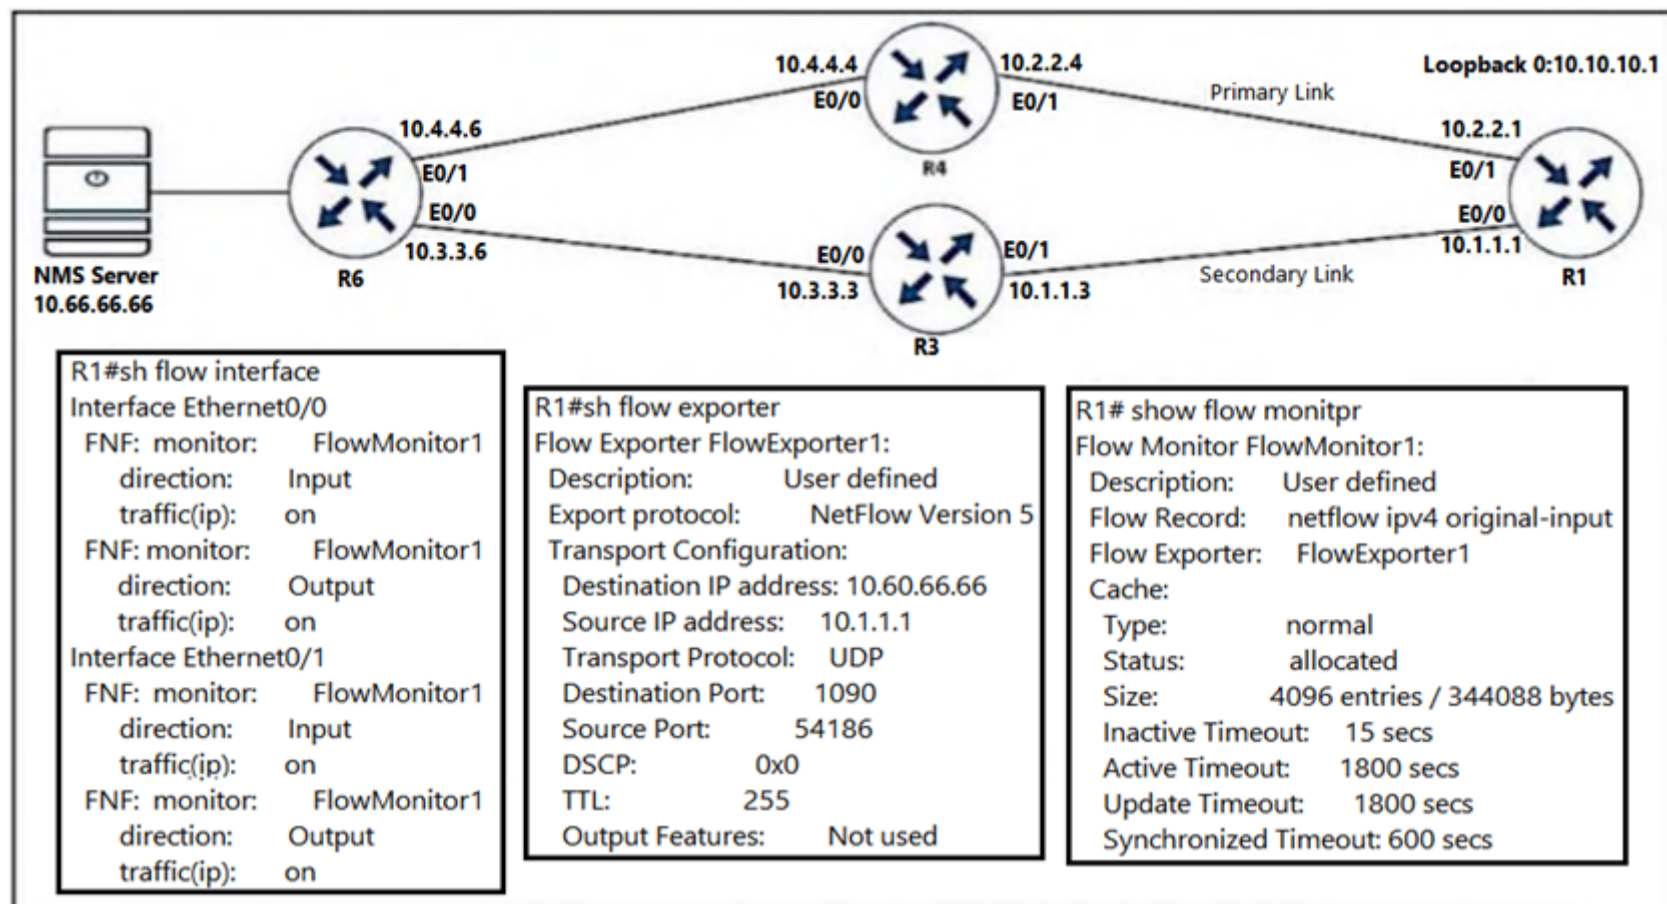 10.4.4.4
10.2.2.4
Loopback 0:10.10.10.1
E0/0
E0/1
Primary Link
10.4.4.6
10.2.2.1
E0/1
R4
E0/1
E0/0
E0/0
10.3.3.6
E0/0
E0/1
10.1.1.1
NMS Server
R6
Secondary Link
R1
10.66.66.66
10.3.3.3
10.1.1.3
R3
R1#sh flow interface
Interface Ethernet0/0
FNF: monitor: FlowMonitor1
direction: Input
traffic(ip): on
FNF: monitor: FlowMonitor1
direction: Output
traffic(ip): on
Interface Ethernet0/1
FNF: monitor: FlowMonitor1
direction: Input
traffic(ip): on
FNF: monitor: FlowMonitor1
direction: Output
traffic(ip): on
R1#sh flow exporter
Flow Exporter FlowExporter1:
Description: User defined
Export protocol: NetFlow Version 5
Transport Configuration:
Destination IP address: 10.60.66.66
Source IP address: 10.1.1.1
Transport Protocol: UDP
Destination Port: 1090
Source Port: 54186
DSCP: 0x0
TTL: 255
Output Features: Not used
R1# show flow monitpr
Flow Monitor FlowMonitor1:
Description: User defined
Flow Record: netflow ipv4 original-input
Flow Exporter: FlowExporter1
Cache:
Type: normal
Status: allocated
Size: 4096 entries / 344088 bytes
Inactive Timeout: 15 secs
Active Timeout: 1800 secs
Update Timeout: 1800 secs
Synchronized Timeout: 600 secs